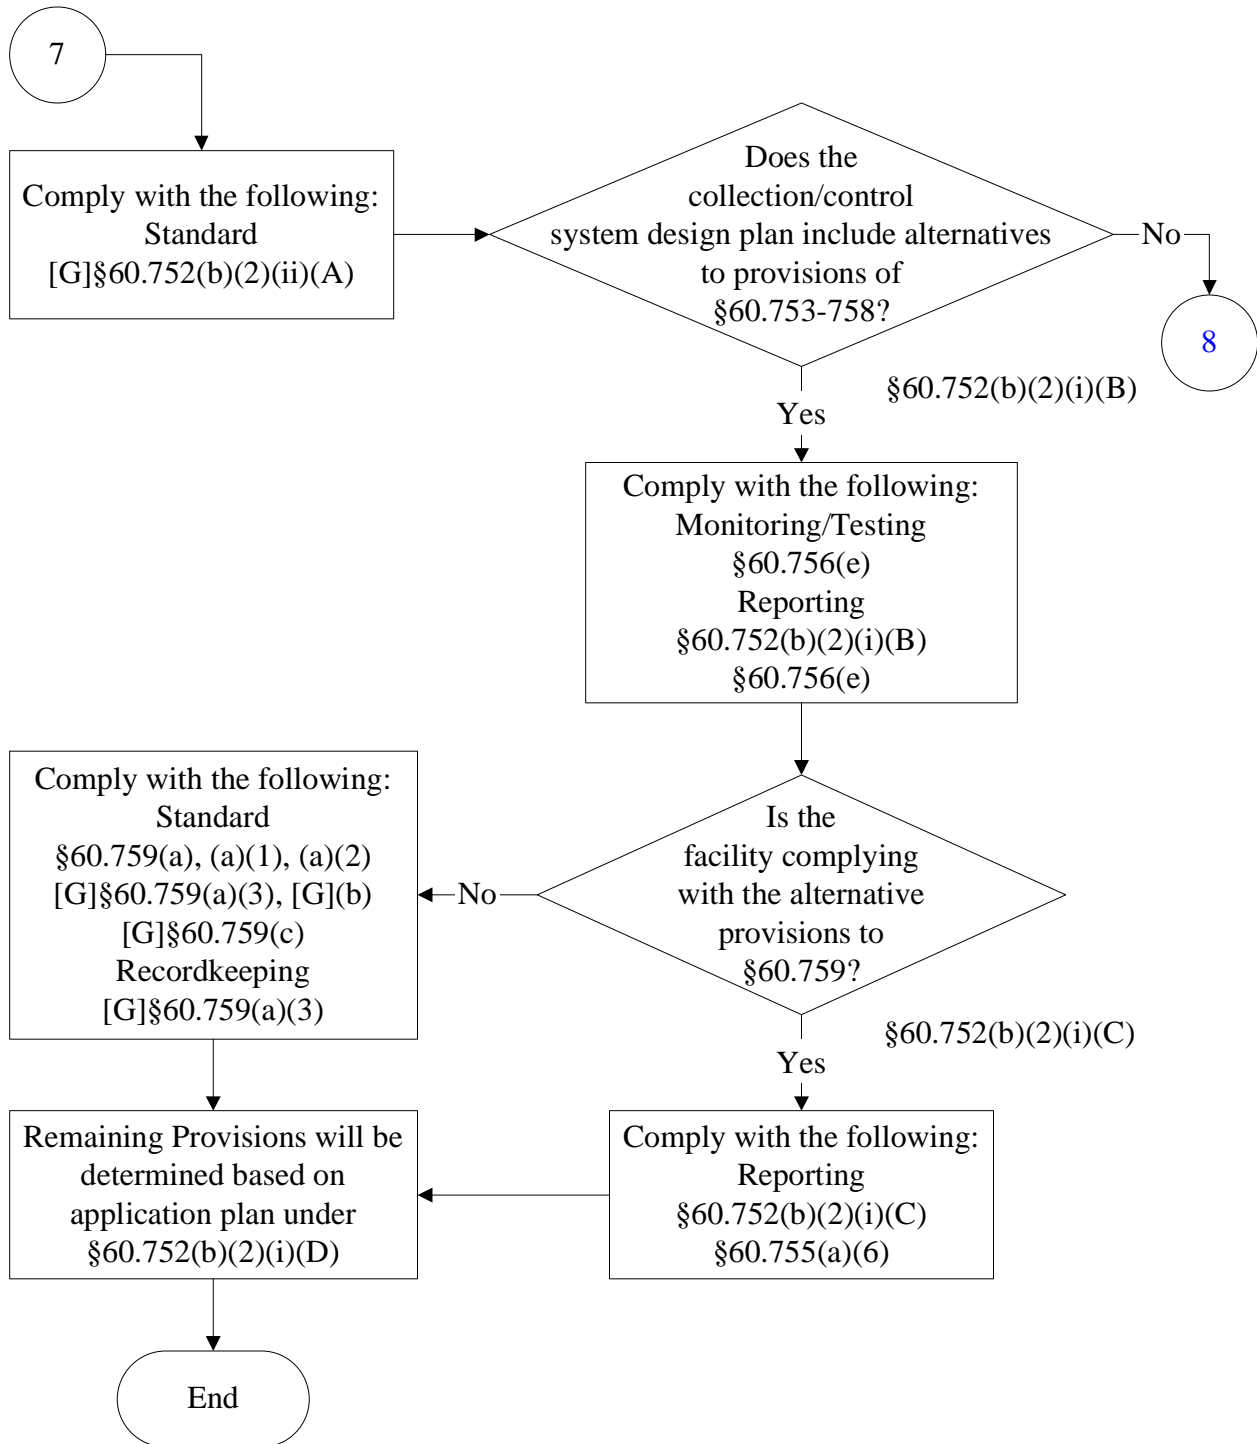 7
Comply with the following:
Standard
[G]§60.752(b)(2)(ii)(A)
Does the
collection/control
system design plan include alternatives
to provisions of
§60.753-758?
No
8
§60.752(b)(2)(i)(B)
Yes
Comply with the following:
Monitoring/Testing
§60.756(e)
Reporting
§60.752(b)(2)(i)(B)
§60.756(e)
Is the
facility complying
with the alternative
provisions to
§60.759?
No
Comply with the following:
Standard
§60.759(a), (a)(1), (a)(2)
[G]§60.759(a)(3), [G](b)
[G]§60.759(c)
Recordkeeping
[G]§60.759(a)(3)
§60.752(b)(2)(i)(C)
Yes
Comply with the following:
Reporting
§60.752(b)(2)(i)(C)
§60.755(a)(6)
Remaining Provisions will be
determined based on
application plan under
§60.752(b)(2)(i)(D)
End